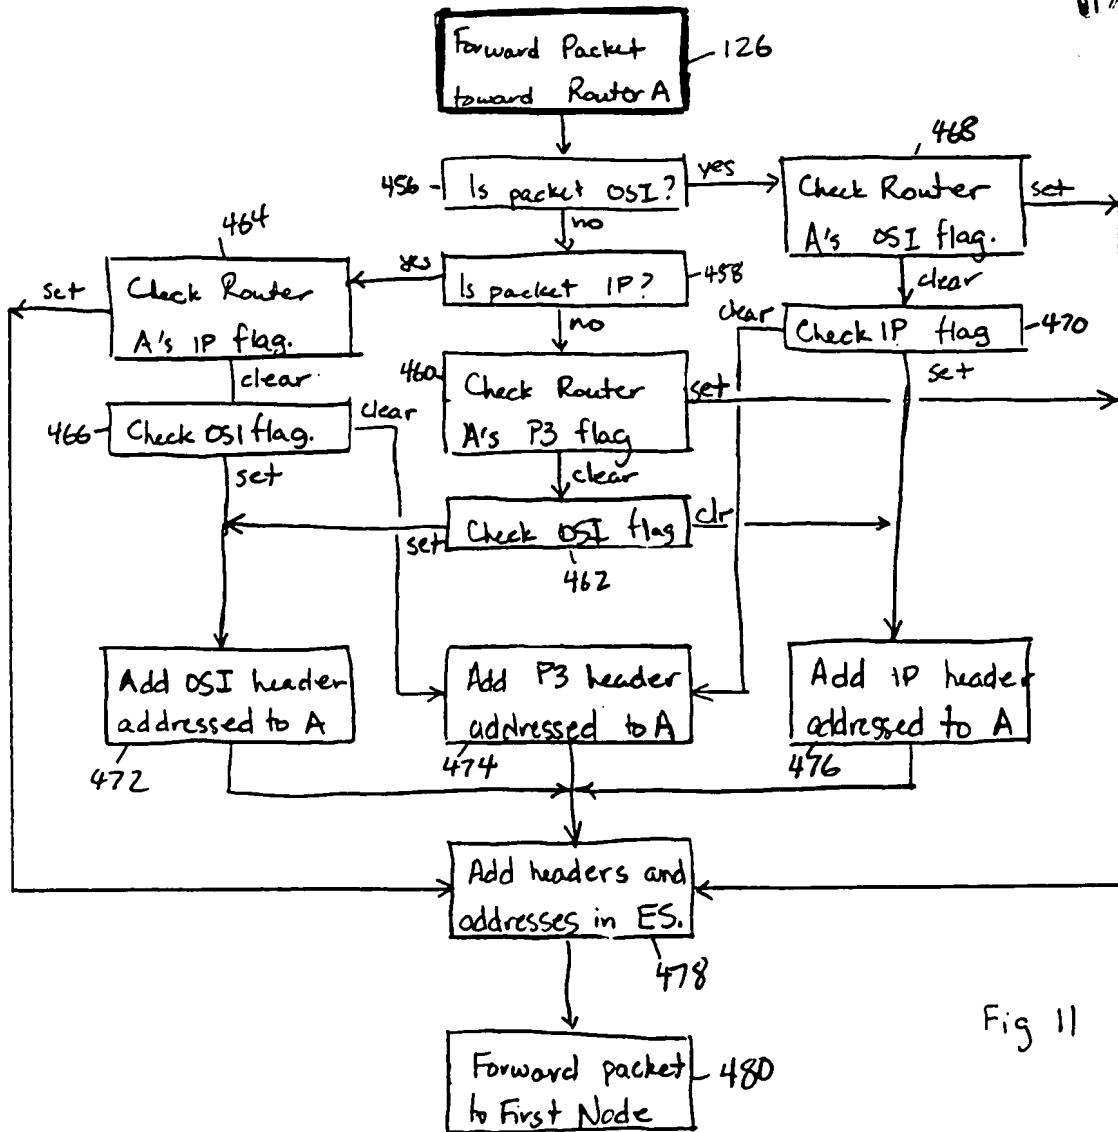 Forward Packet
toward Router A
126
456
Is packet OSI?
yes
no
468
Check Router
A's OSI flag.
set
clear
464
Check Router
A's IP flag.
set
clear
yes
Is packet IP?
458
no
clear
Check IP flag
470
set
460
Check Router
A's P3 flag
set
clear
466
Check OSI flag.
clear
set
Check OSI flag
set
clr
462
Add OSI header
addressed to A
472
Add P3 header
addressed to A
474
Add IP header
addressed to A
476
Add headers and
addresses in ES.
478
Forward packet
to First Node
480
Fig 11